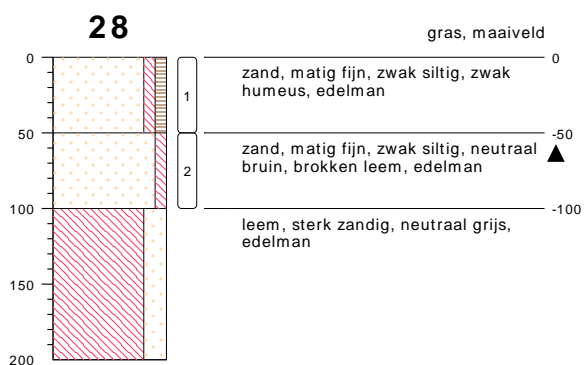 28
gras, maaiveld
0
0
zand, matig fijn, zwak siltig, zwak
humeus, edelman
1
50
-50
zand, matig fijn, zwak siltig, neutraal
bruin, brokken leem, edelman
2
100
-100
leem, sterk zandig, neutraal grijs,
edelman
150
200